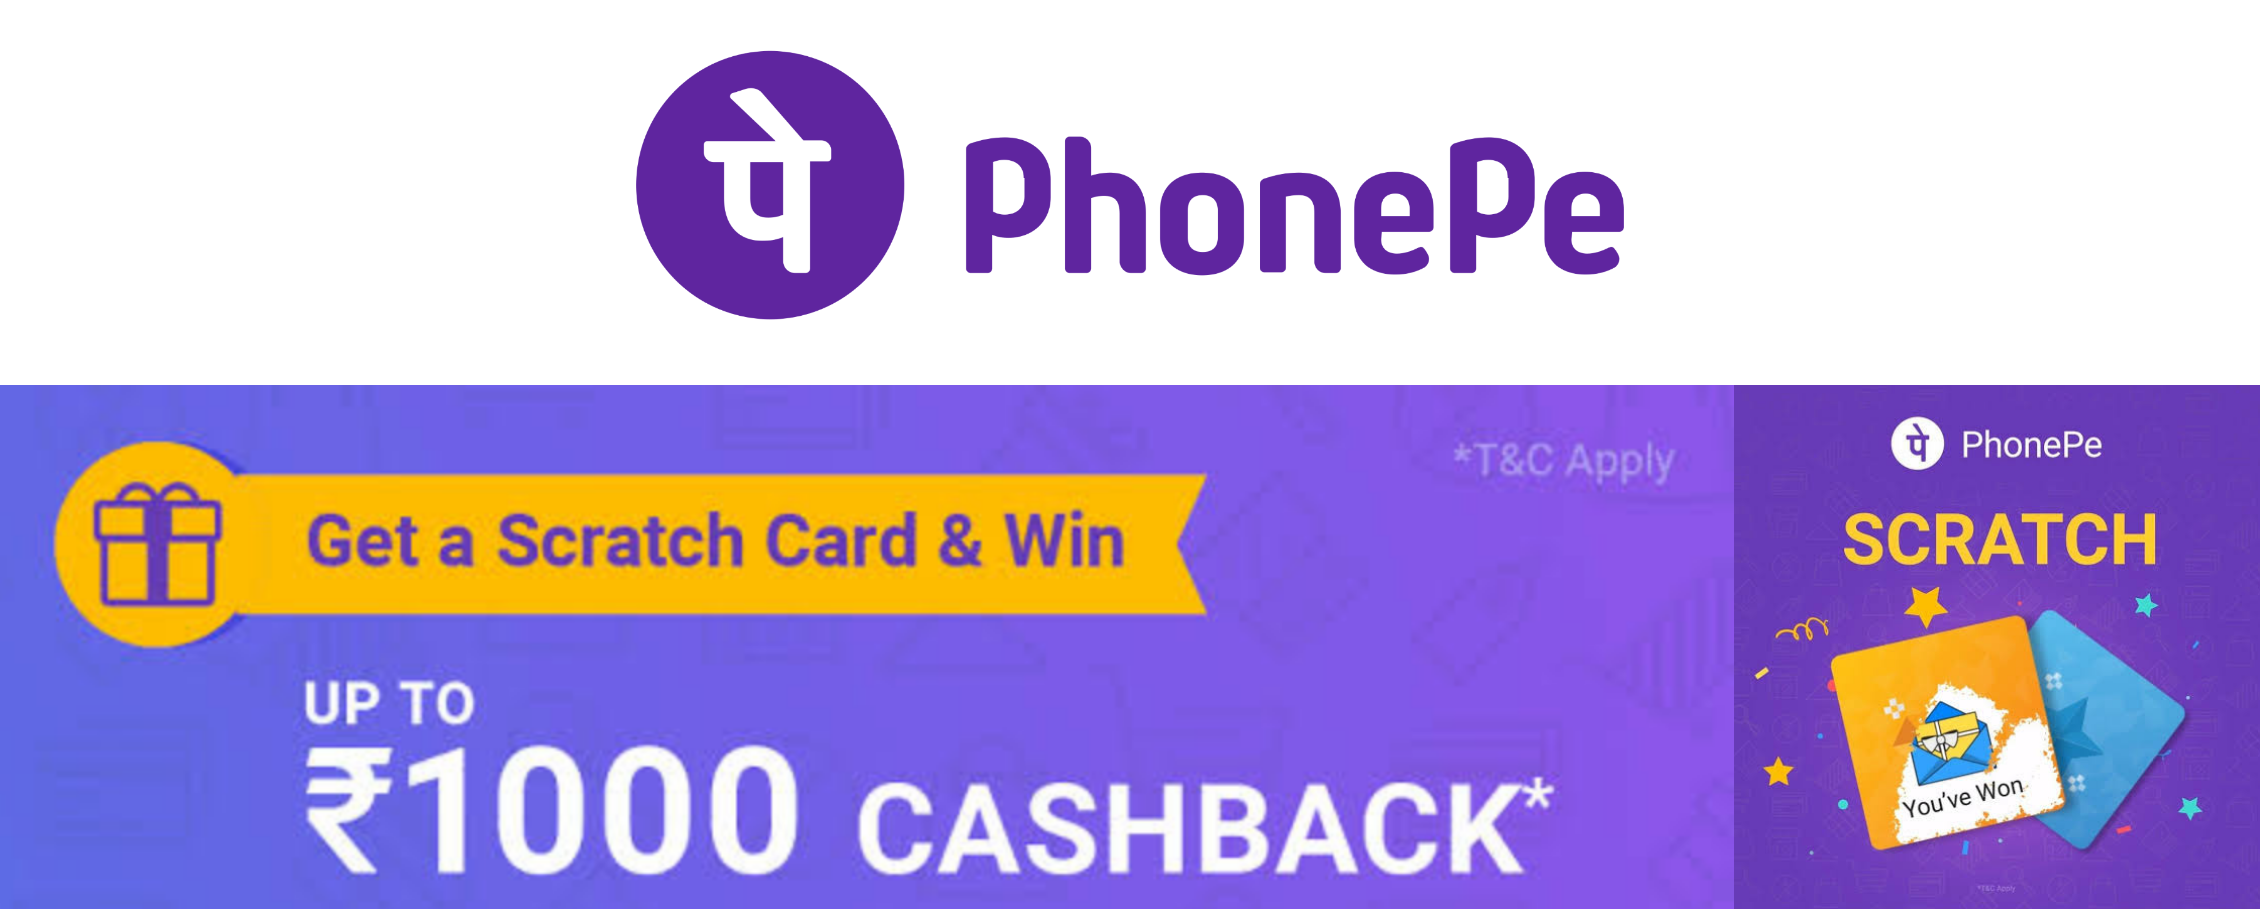 पे PhonePe
Get a Scratch Card & Win
*T&C Apply
UP TO
₹1000 CASHBACK*
पे PhonePe
SCRATCH
You've Won
*T&C Apply